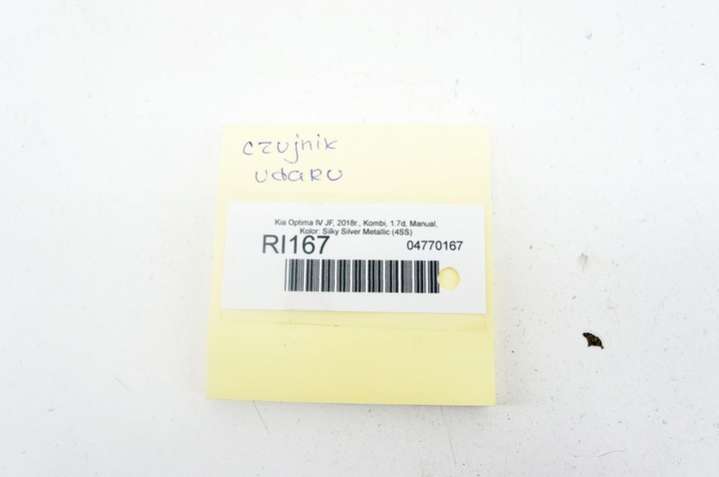 czujnik
udaru
Kia Optima IV JF, 2018r., Kombi, 1.7d, Manual,
Kolor: Silky Silver Metallic (4SS)
RI167 04770167